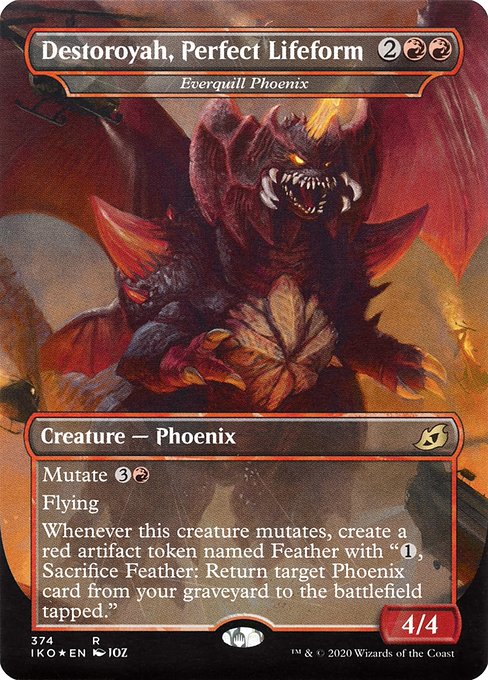 Destoroyah, Perfect Lifeform 2
Everquill Phoenix
Creature — Phoenix
Mutate 3
Flying
Whenever this creature mutates, create a
red artifact token named Feather with “1,
Sacrifice Feather: Return target Phoenix
card from your graveyard to the battlefield
tapped.”
4/4
374 R
IKO★EN JOZ
™ & © 2020 Wizards of the Coast